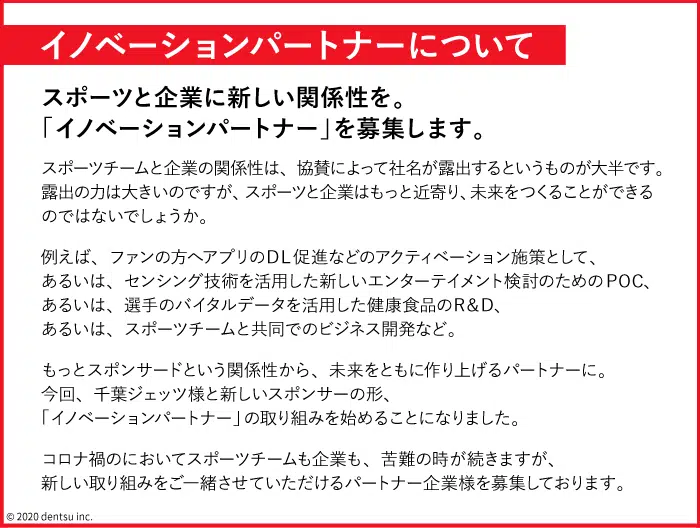 イノベーションパートナーについて
スポーツと企業に新しい関係性を。
「イノベーションパートナー」を募集します。
スポーツチームと企業の関係性は、協賛によって社名が露出するというものが大半です。
露出の力は大きいのですが、スポーツと企業はもっと近寄り、未来をつくることができる
のではないでしょうか。
例えば、ファンの方へアプリのDL促進などのアクティベーション施策として、
あるいは、センシング技術を活用した新しいエンターテイメント検討のためのPOC、
あるいは、選手のバイタルデータを活用した健康食品のR&D、
あるいは、スポーツチームと共同でのビジネス開発など。
もっとスポンサードという関係性から、未来をともに作り上げるパートナーに。
今回、千葉ジェッツ様と新しいスポンサーの形、
「イノベーションパートナー」の取り組みを始めることになりました。
コロナ禍のにおいてスポーツチームも企業も、苦難の時が続きますが、
新しい取り組みをご一緒させていただけるパートナー企業様を募集しております。
© 2020 dentsu inc.